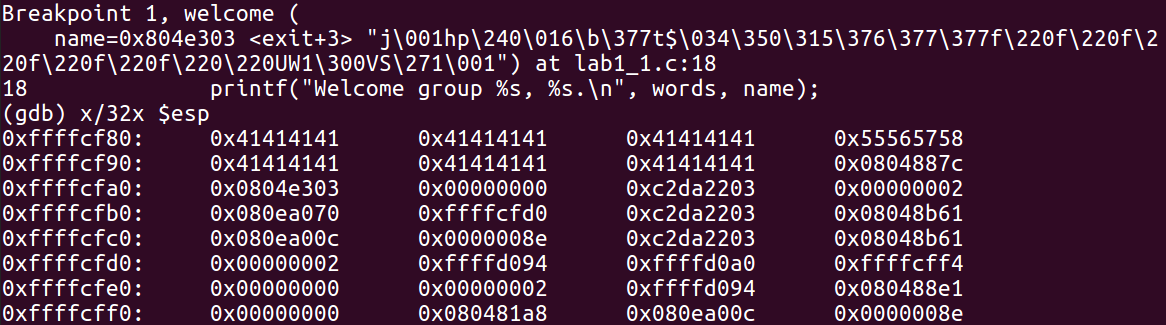 Breakpoint 1, welcome (
    name=0x804e303 <exit+3> "j\001hp\240\016\b\377t$\034\350\315\376\377\377f\220f\220f\2
20f\220f\220f\220\220UW1\300VS\271\001") at lab1_1.c:18
18              printf("Welcome group %s, %s.\n", words, name);
(gdb) x/32x $esp
0xffffcf80:     0x41414141      0x41414141      0x41414141      0x55565758
0xffffcf90:     0x41414141      0x41414141      0x41414141      0x0804887c
0xffffcfa0:     0x0804e303      0x00000000      0xc2da2203      0x00000002
0xffffcfb0:     0x080ea070      0xffffcfd0      0xc2da2203      0x08048b61
0xffffcfc0:     0x080ea00c      0x0000008e      0xc2da2203      0x08048b61
0xffffcfd0:     0x00000002      0xffffd094      0xffffd0a0      0xffffcff4
0xffffcfe0:     0x00000000      0x00000002      0xffffd094      0x080488e1
0xffffcff0:     0x00000000      0x080481a8      0x080ea00c      0x0000008e